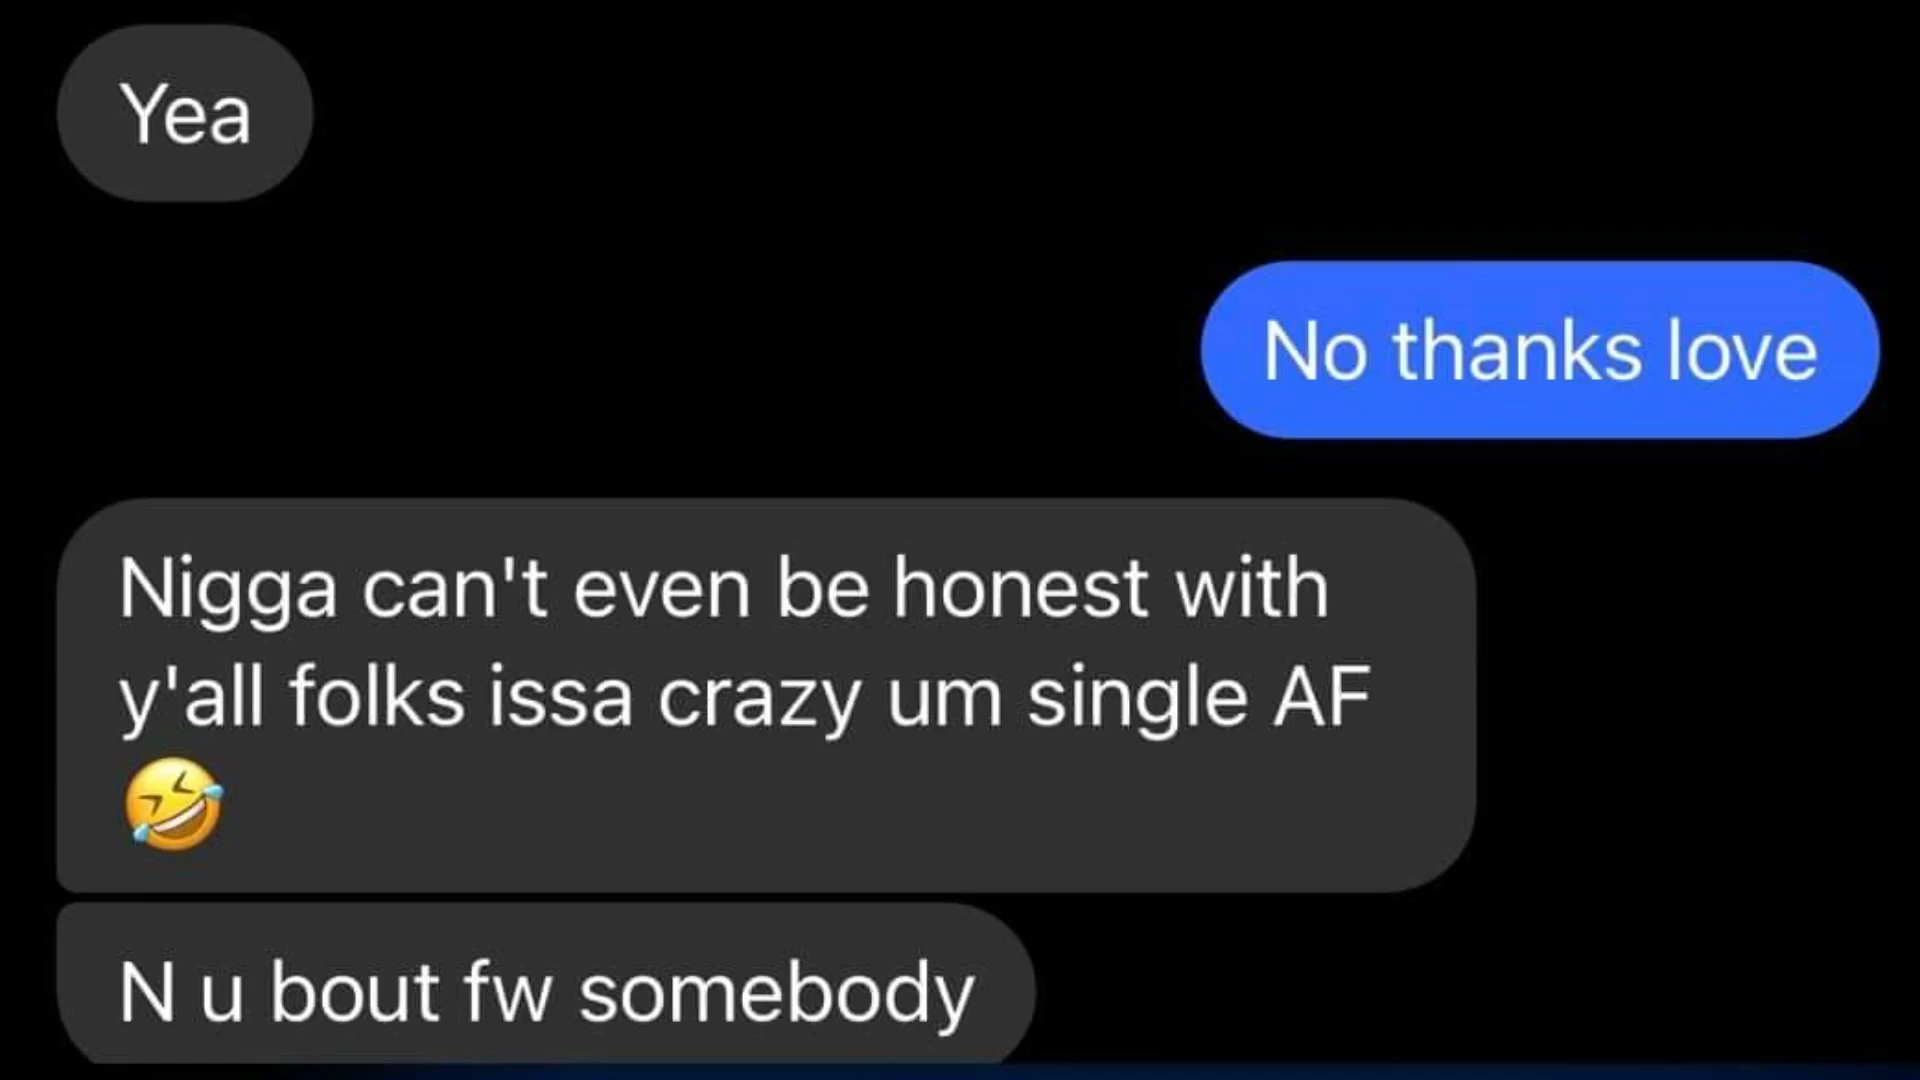 Yea
No thanks love
Nigga can't even be honest with
y'all folks issa crazy um single AF
🤣
N u bout fw somebody